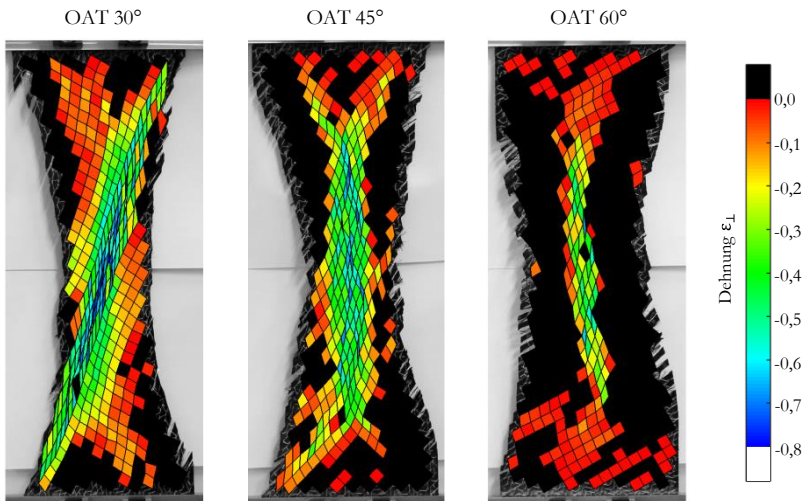 OAT 30°
OAT 45°
OAT 60°
0,0
-0,1
-0,2
-0,3
-0,4
-0,5
-0,6
-0,7
-0,8
Dehnung ε⊥